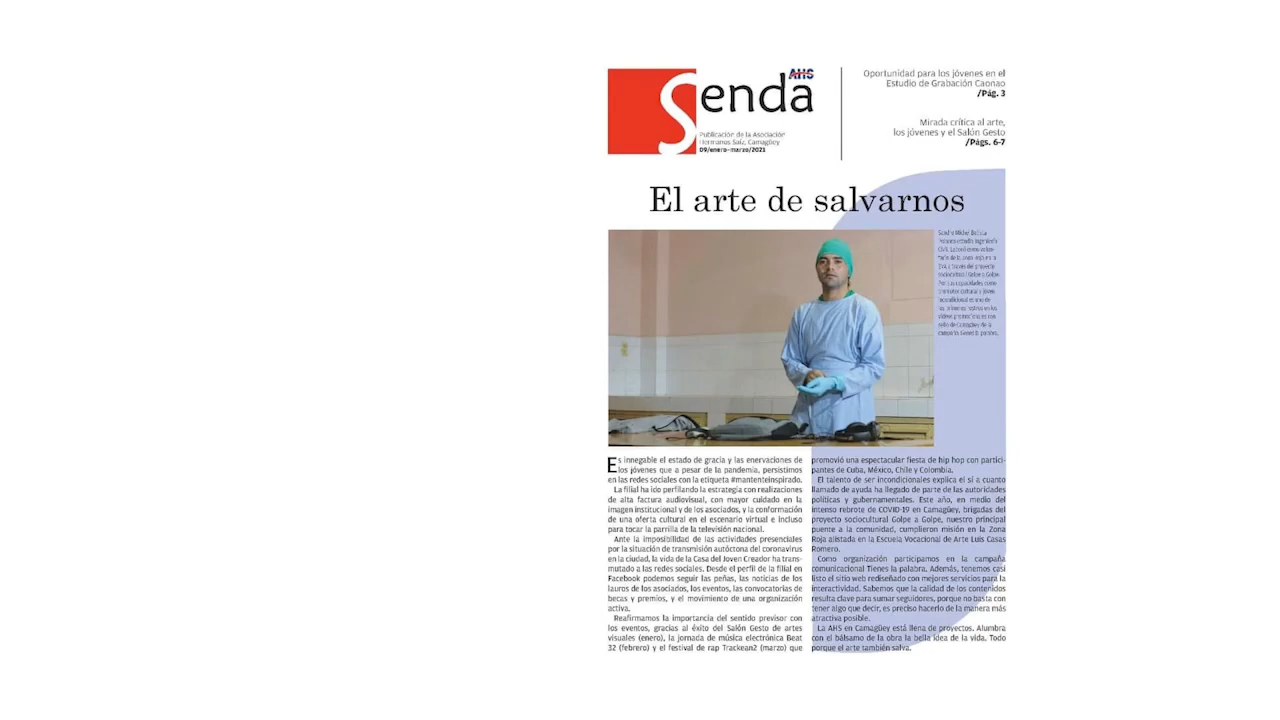 Senda
AHS
Publicación de la Asociación
Hermanos Saíz, Camagüey
09/enero-marzo/2021
Oportunidad para los jóvenes en el
Estudio de Grabación Caonao
/Pág. 3
Mirada crítica al arte,
los jóvenes y el Salón Gesto
/Págs. 6-7
El arte de salvarnos
Es innegable el estado de gracia y las enervaciones de
los jóvenes que a pesar de la pandemia, persistimos
en las redes sociales con la etiqueta #mantenteinspirado.
La filial ha ido perfilando la estrategia con realizaciones
de alta factura audiovisual, con mayor cuidado en la
imagen institucional y de los asociados, y la conformación
de una oferta cultural en el escenario virtual e incluso
para tocar la parrilla de la televisión nacional.
Ante la imposibilidad de las actividades presenciales
por la situación de transmisión autóctona del coronavirus
en la ciudad, la vida de la Casa del Joven Creador ha trans-
mutado a las redes sociales. Desde el perfil de la filial en
Facebook podemos seguir las peñas, las noticias de los
lauros de los asociados, los eventos, las convocatorias de
becas y premios, y el movimiento de una organización
activa.
Reafirmamos la importancia del sentido previsor con
los eventos, gracias al éxito del Salón Gesto de artes
visuales (enero), la jornada de música electrónica Beat
32 (febrero) y el festival de rap Trackean2 (marzo) que
promovió una espectacular fiesta de hip hop con partici-
pantes de Cuba, México, Chile y Colombia.
El talento de ser incondicionales explica el sí a cuanto
llamado de ayuda ha llegado de parte de las autoridades
políticas y gubernamentales. Este año, en medio del
intenso rebrote de COVID-19 en Camagüey, brigadas del
proyecto sociocultural Golpe a Golpe, nuestro principal
puente a la comunidad, cumplieron misión en la Zona
Roja alistada en la Escuela Vocacional de Arte Luis Casas
Romero.
Como organización participamos en la campaña
comunicacional Tienes la palabra. Además, tenemos casi
listo el sitio web rediseñado con mejores servicios para la
interactividad. Sabemos que la calidad de los contenidos
resulta clave para sumar seguidores, porque no basta con
tener algo que decir, es preciso hacerlo de la manera más
atractiva posible.
La AHS en Camagüey está llena de proyectos. Alumbra
con el bálsamo de la obra la bella idea de la vida. Todo
porque el arte también salva.